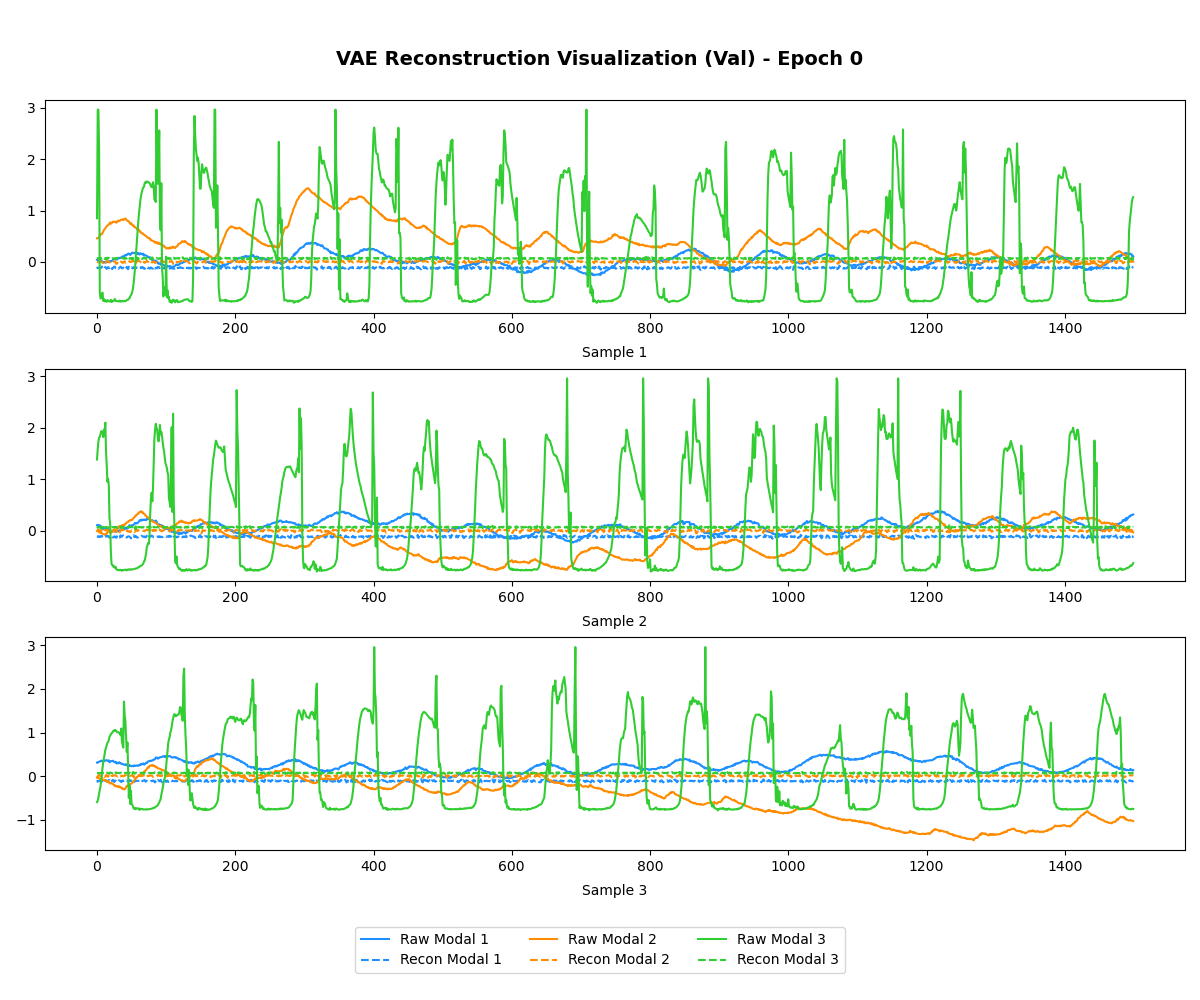 VAE Reconstruction Visualization (Val) - Epoch 0
3
2
1
0
0 200 400 600 800 1000 1200 1400
Sample 1
3
2
1
0
0 200 400 600 800 1000 1200 1400
Sample 2
3
2
1
0
−1
0 200 400 600 800 1000 1200 1400
Sample 3
Raw Modal 1 Raw Modal 2 Raw Modal 3
Recon Modal 1 Recon Modal 2 Recon Modal 3